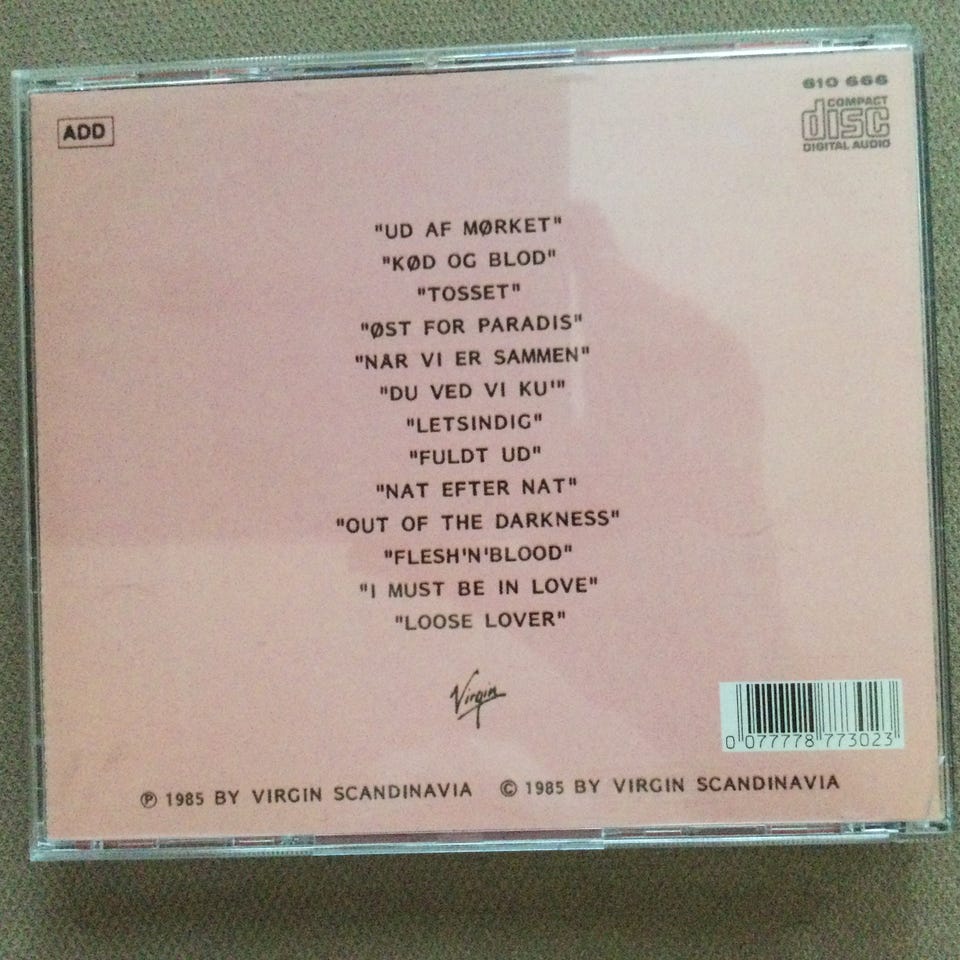 610 666
ADD
COMPACT
disc
DIGITAL AUDIO
"UD AF MØRKET"
"KØD OG BLOD"
"TOSSET"
"ØST FOR PARADIS"
"NAR VI ER SAMMEN"
"DU VED VI KU'"
"LETSINDIG"
"FULDT UD"
"NAT EFTER NAT"
"OUT OF THE DARKNESS"
"FLESH'N'BLOOD"
"I MUST BE IN LOVE"
"LOOSE LOVER"
Virgin
0 077778 773023
℗ 1985 BY VIRGIN SCANDINAVIA © 1985 BY VIRGIN SCANDINAVIA